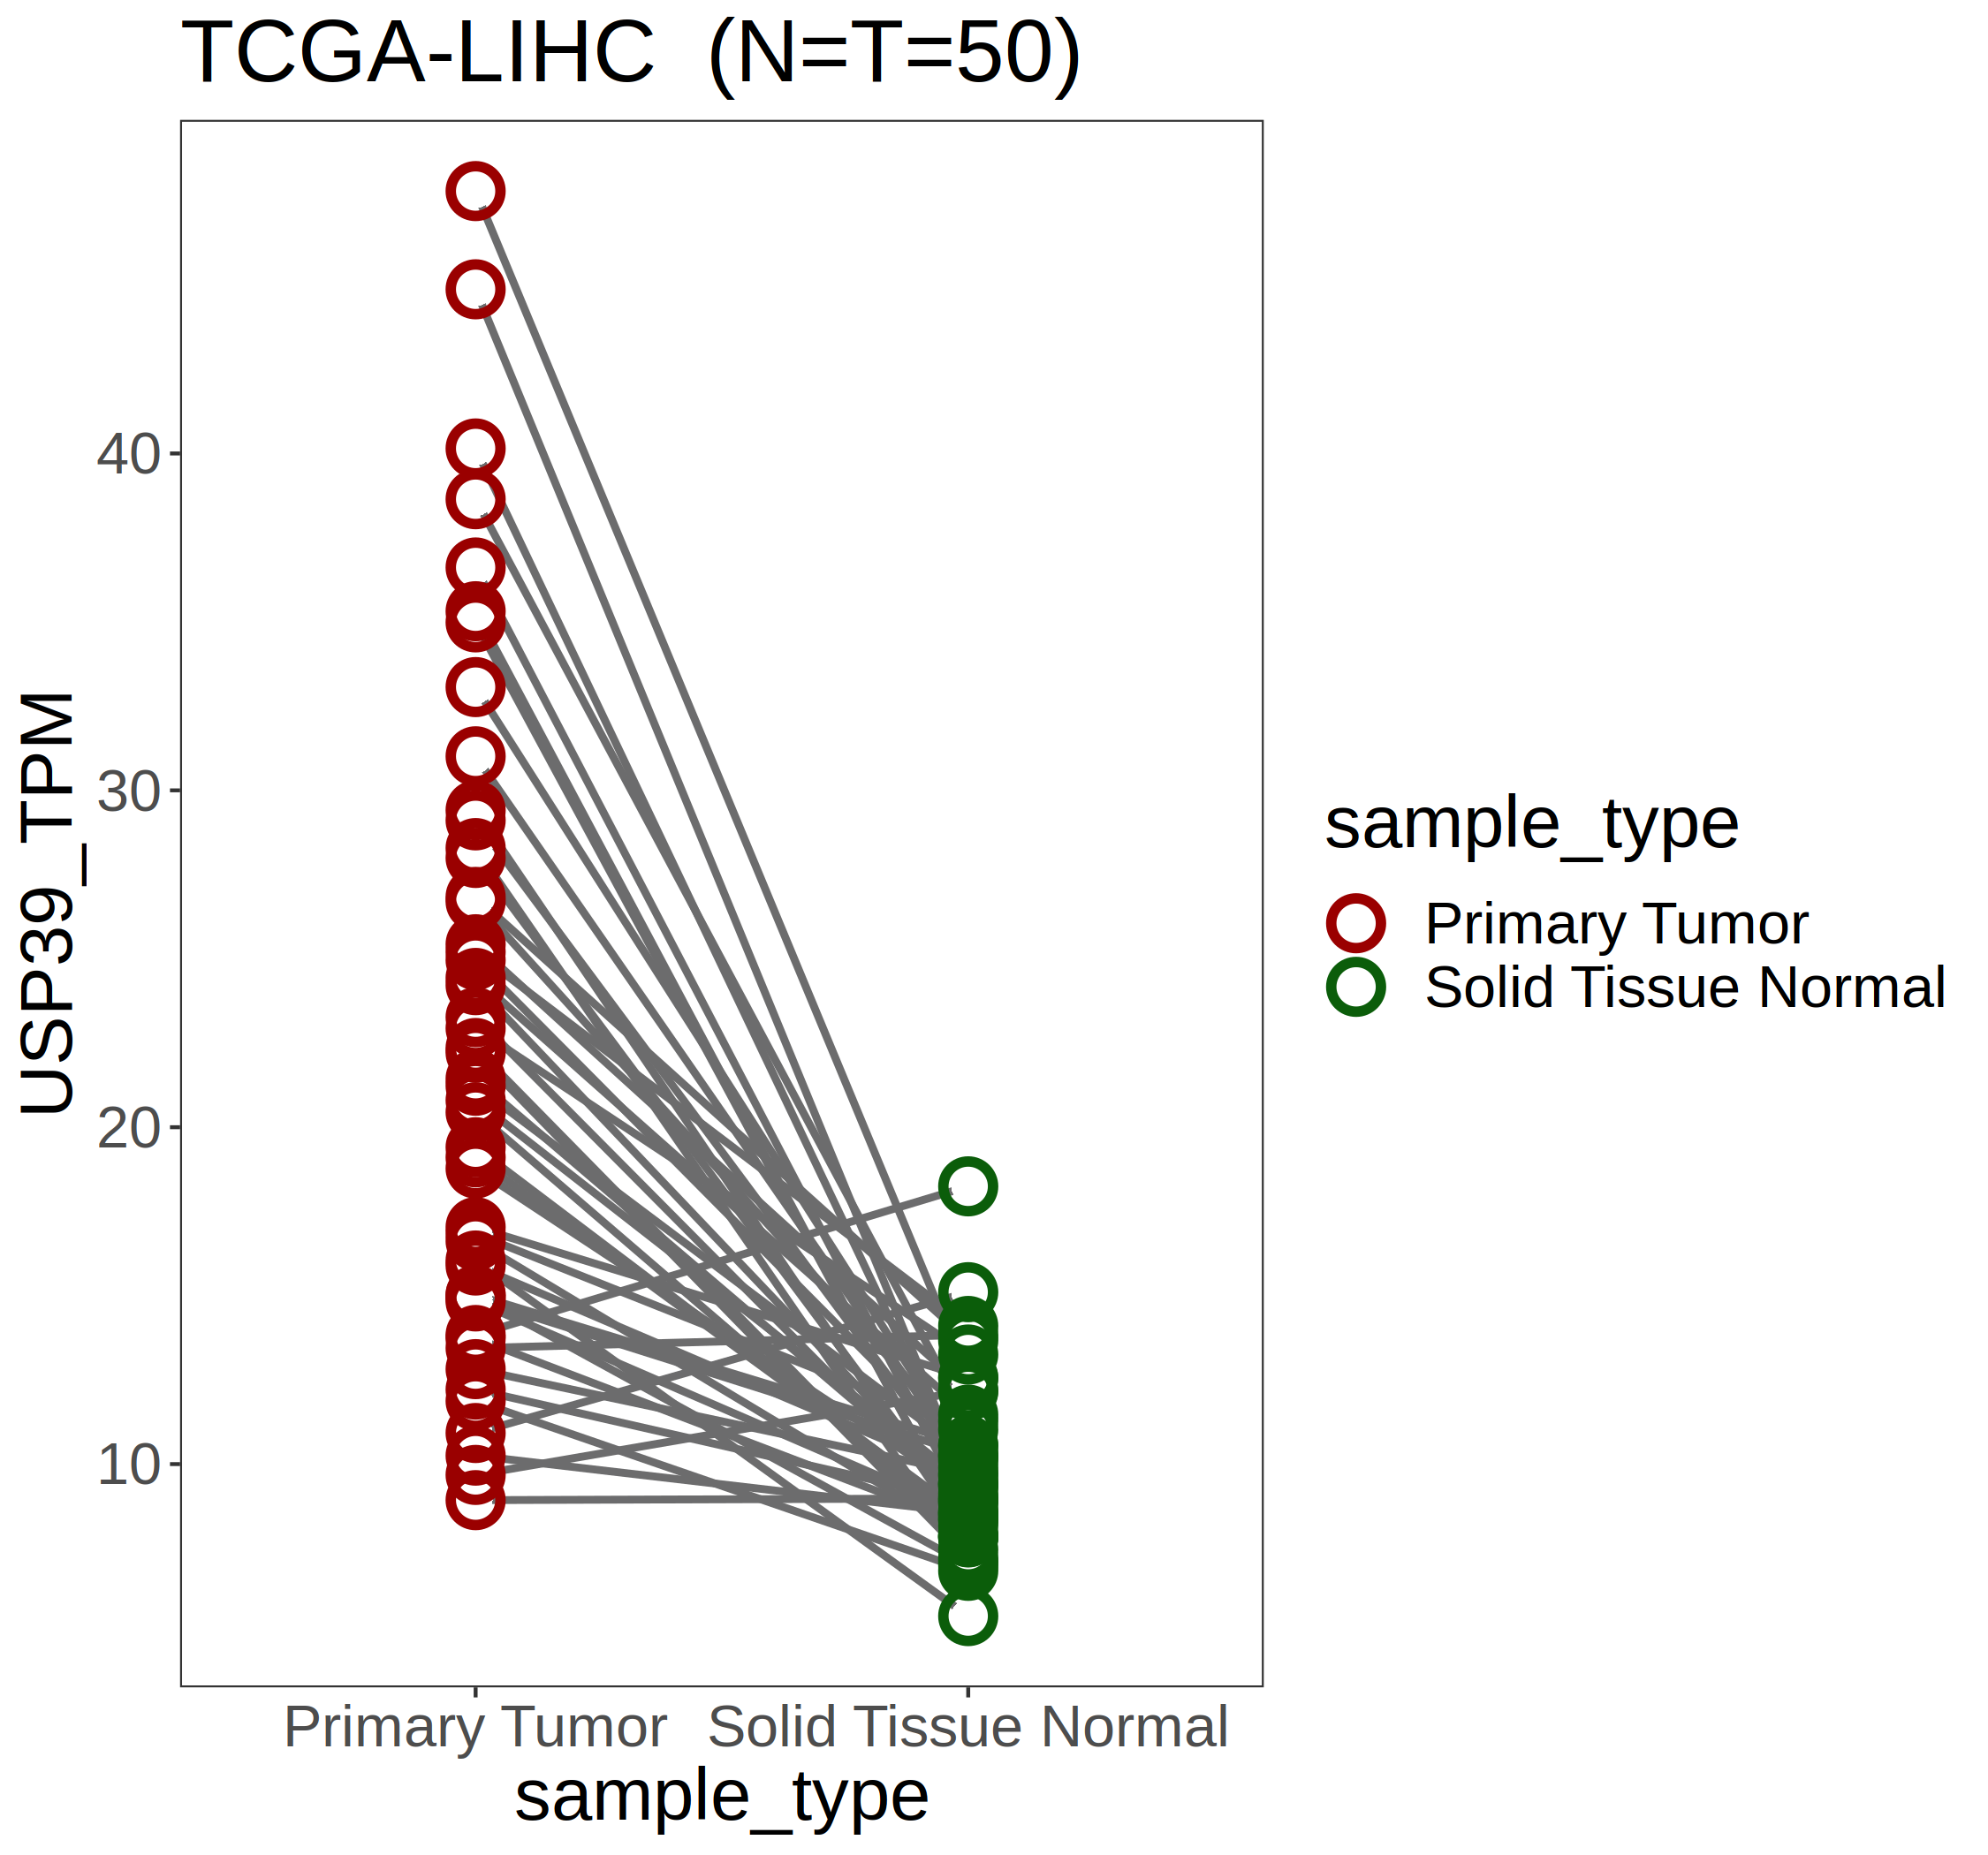 TCGA-LIHC  (N=T=50)
USP39_TPM
40
30
20
10
Primary Tumor
Solid Tissue Normal
sample_type
sample_type
Primary Tumor
Solid Tissue Normal